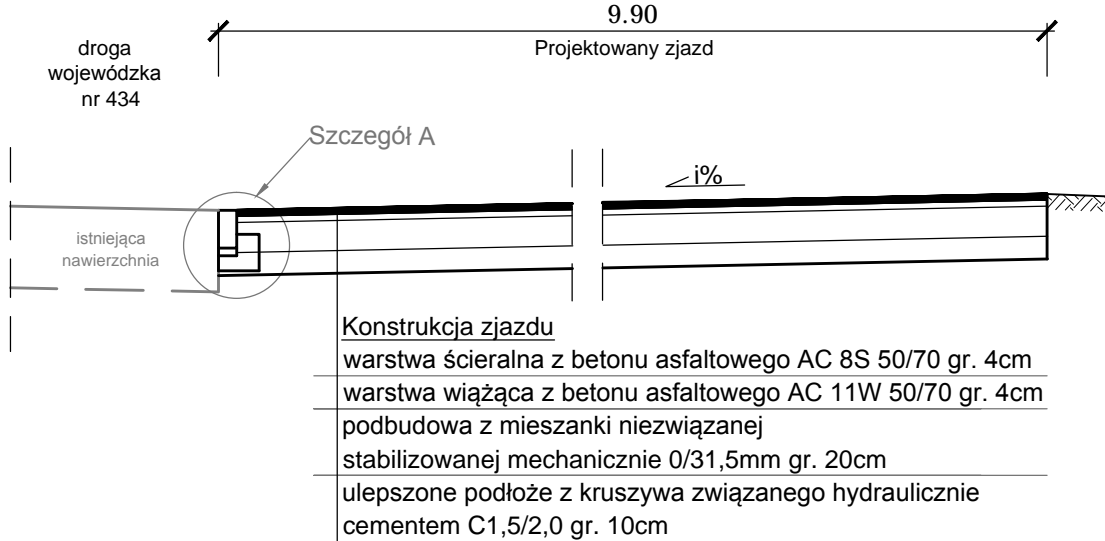 9.90
Projektowany zjazd
droga
wojewódzka
nr 434
Szczegół A
i%
istniejąca
nawierzchnia
Konstrukcja zjazdu
warstwa ścieralna z betonu asfaltowego AC 8S 50/70 gr. 4cm
warstwa wiążąca z betonu asfaltowego AC 11W 50/70 gr. 4cm
podbudowa z mieszanki niezwiązanej
stabilizowanej mechanicznie 0/31,5mm gr. 20cm
ulepszone podłoże z kruszywa związanego hydraulicznie
cementem C1,5/2,0 gr. 10cm